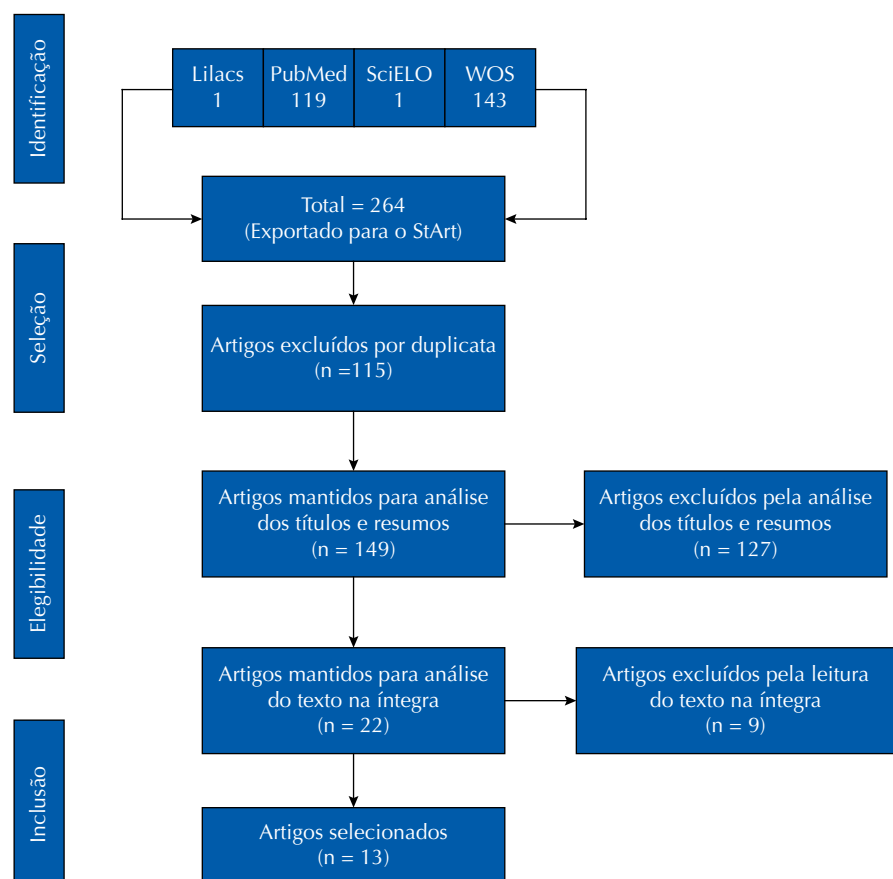 Identificação
Lilacs
1
PubMed
119
SciELO
1
WOS
143
Total = 264
(Exportado para o StArt)
Seleção
Artigos excluídos por duplicata
(n =115)
Elegibilidade
Artigos mantidos para análise
dos títulos e resumos
(n = 149)
Artigos excluídos pela análise
dos títulos e resumos
(n = 127)
Artigos mantidos para análise
do texto na íntegra
(n = 22)
Artigos excluídos pela leitura
do texto na íntegra
(n = 9)
Inclusão
Artigos selecionados
(n = 13)